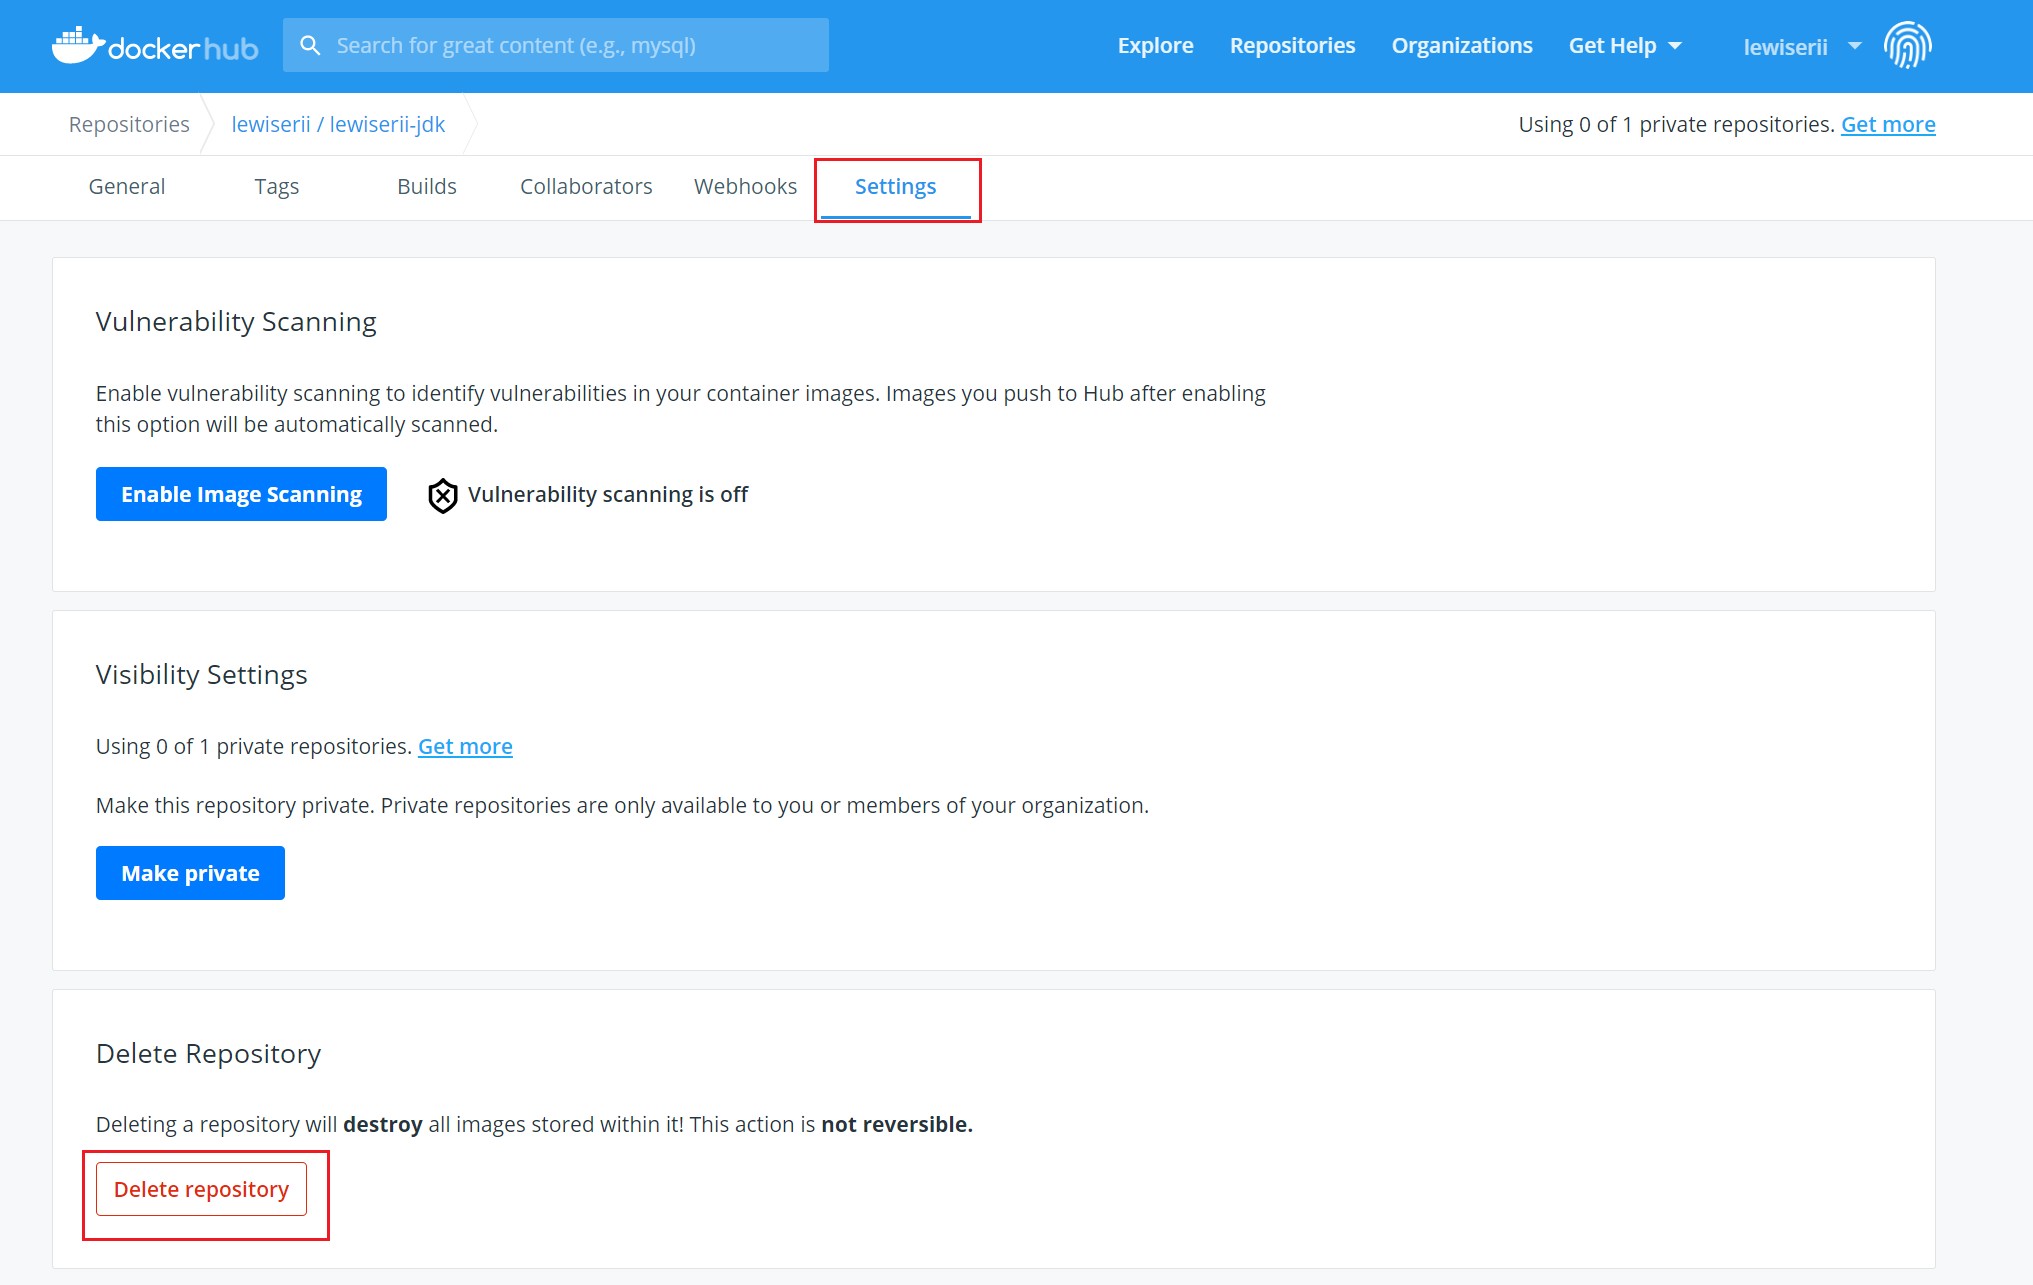 dockerhub
Search for great content (e.g., mysql)
Explore
Repositories
Organizations
Get Help
lewiserii
Repositories
lewiserii / lewiserii-jdk
Using 0 of 1 private repositories. Get more
General
Tags
Builds
Collaborators
Webhooks
Settings
Vulnerability Scanning
Enable vulnerability scanning to identify vulnerabilities in your container images. Images you push to Hub after enabling
this option will be automatically scanned.
Enable Image Scanning
Vulnerability scanning is off
Visibility Settings
Using 0 of 1 private repositories. Get more
Make this repository private. Private repositories are only available to you or members of your organization.
Make private
Delete Repository
Deleting a repository will destroy all images stored within it! This action is not reversible.
Delete repository